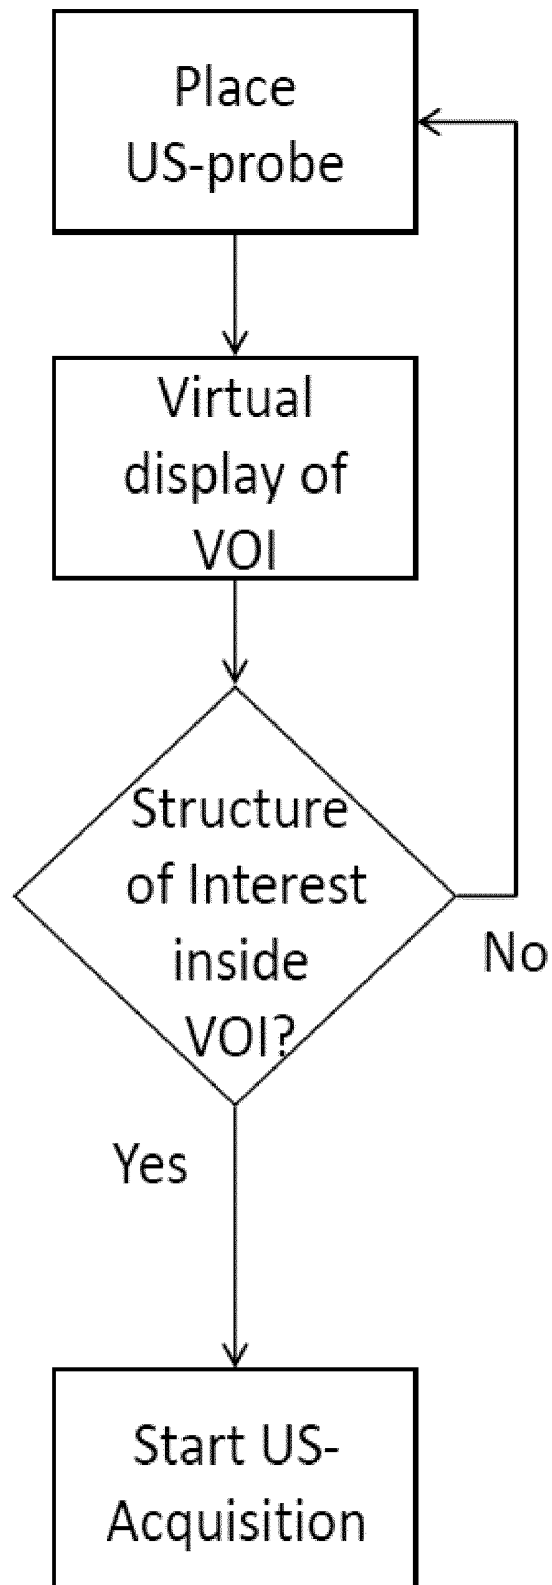 Place
US-probe
Virtual
display of
VOI
Structure
of Interest
inside
VOI?
No
Yes
Start US-
Acquisition